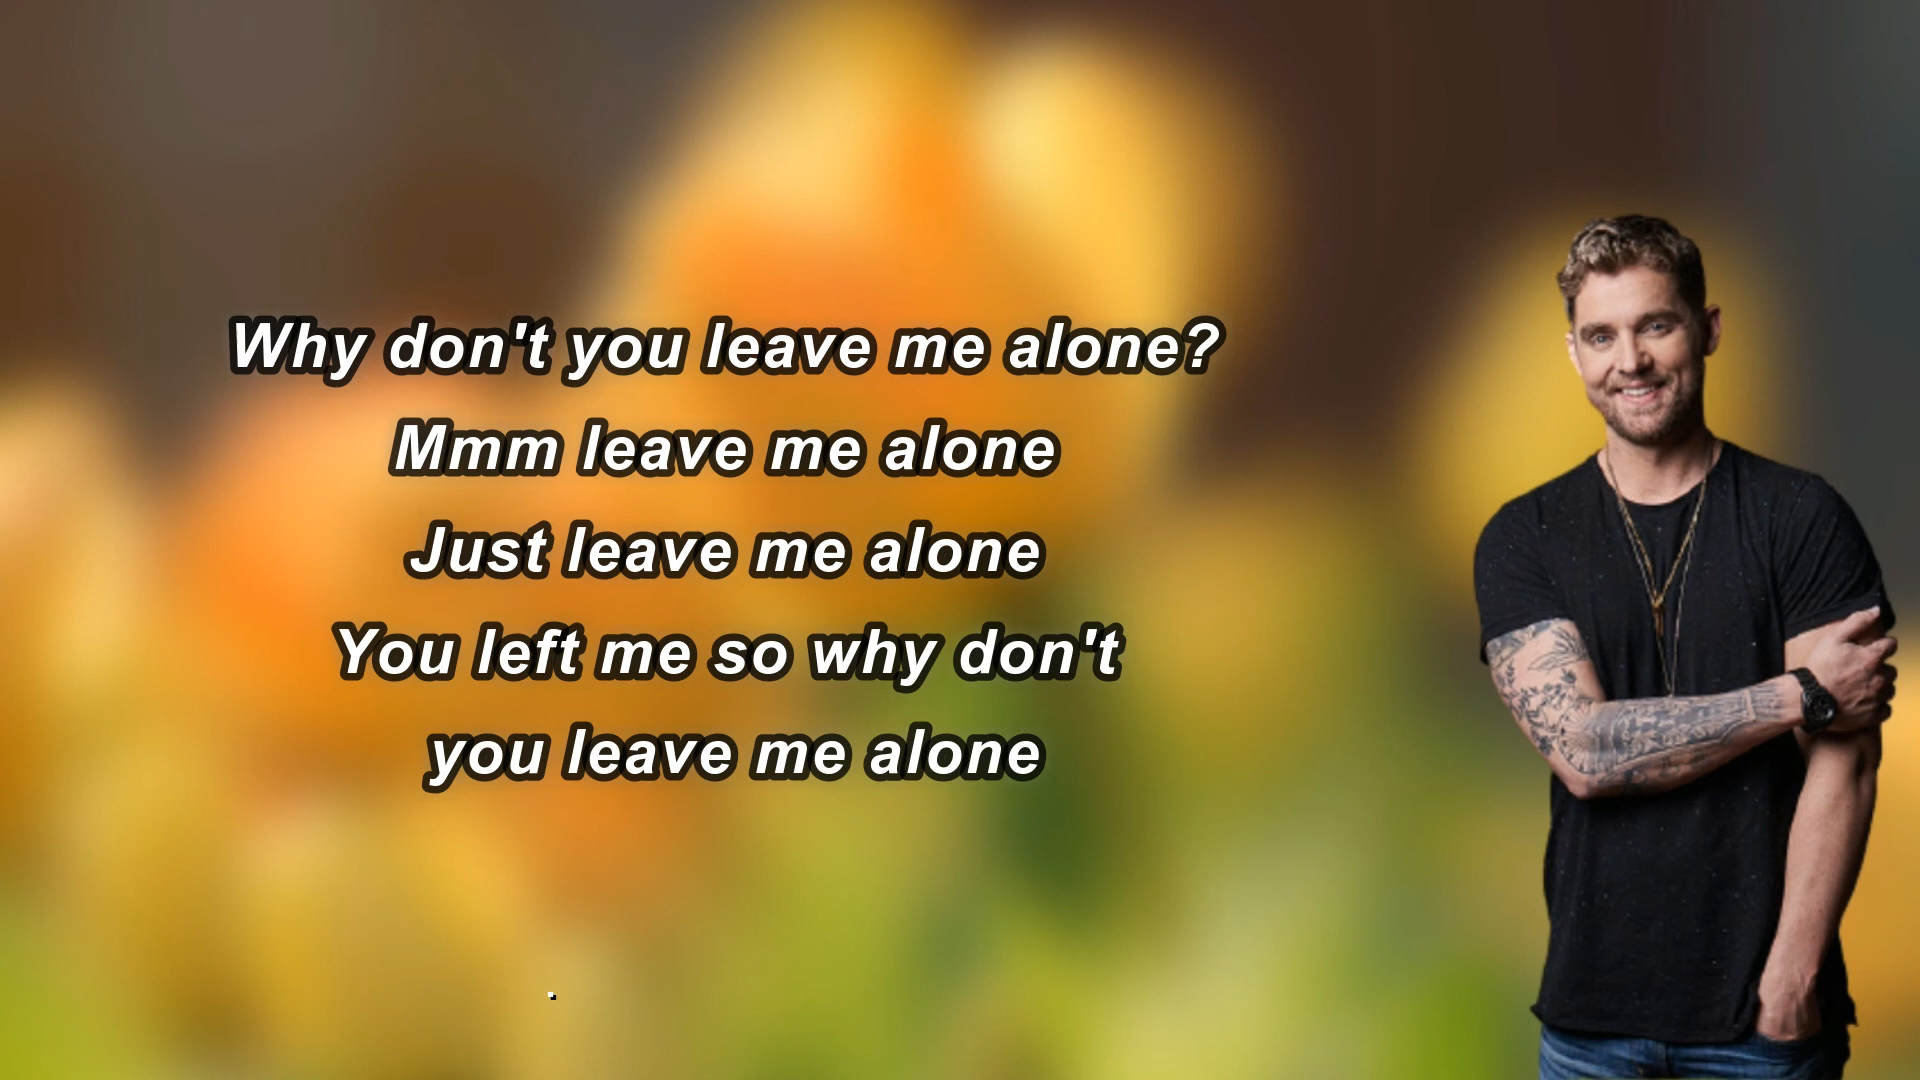 Why don't you leave me alone?
Mmm leave me alone
Just leave me alone
You left me so why don't
you leave me alone
.